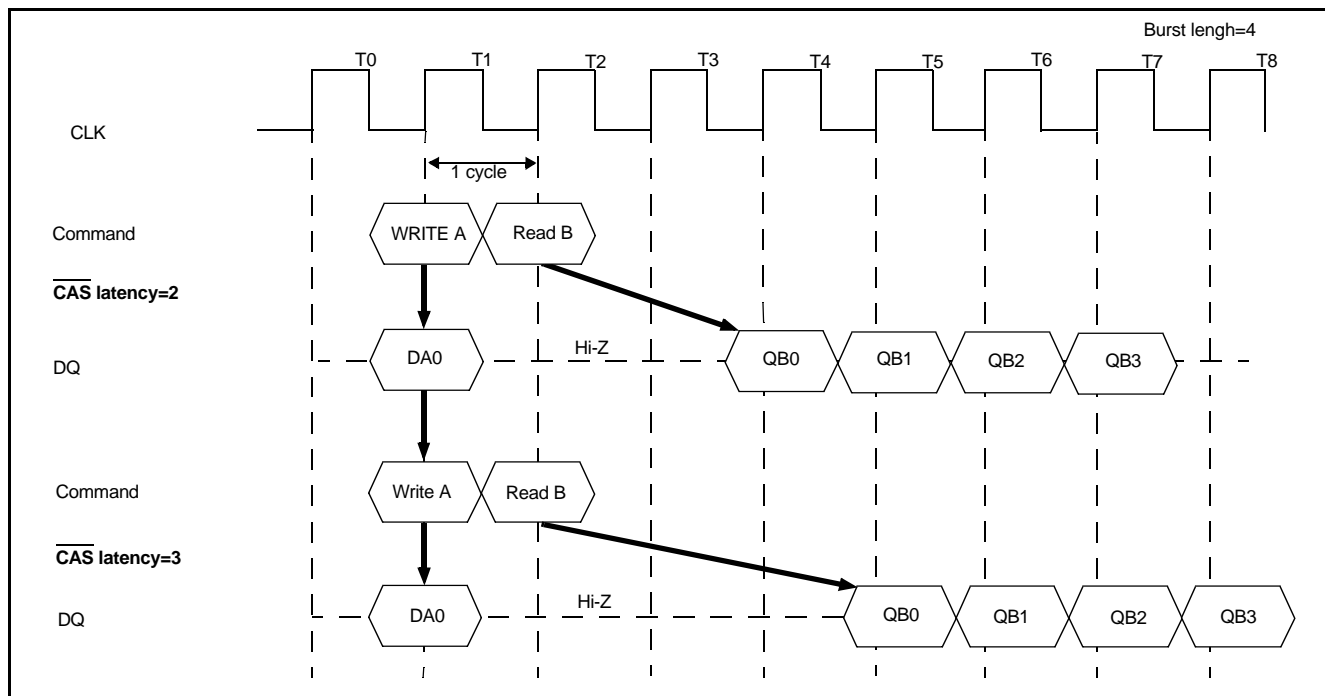 Burst lengh=4
T0 T1 T2 T3 T4 T5 T6 T7 T8
CLK
1 cycle
Command WRITE A Read B
CAS latency=2
DQ DA0 Hi-Z QB0 QB1 QB2 QB3
Command Write A Read B
CAS latency=3
DQ DA0 Hi-Z QB0 QB1 QB2 QB3